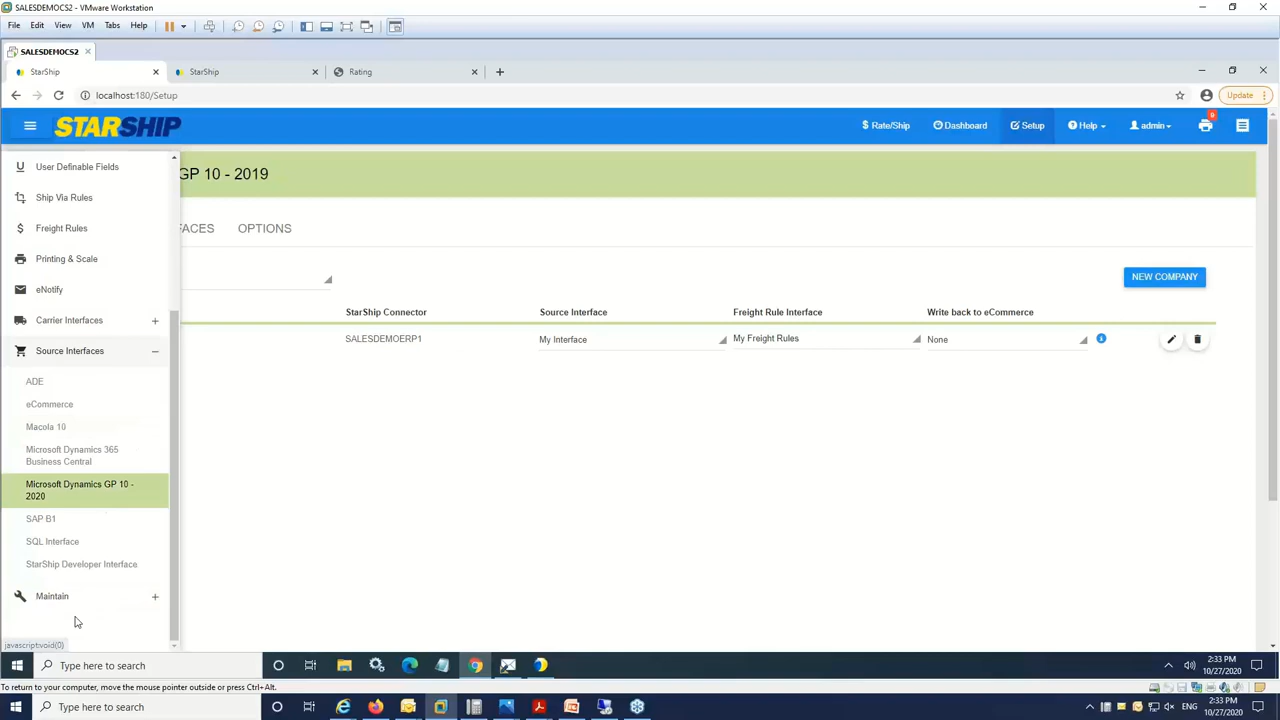 SALESDEMOCS2 - VMware Workstation
File Edit View VM Tabs Help
SALESDEMOCS2
StarShip StarShip Rating
localhost:180/Setup Update
STARSHIP $ Rate/Ship Dashboard Setup Help admin 9
User Definable Fields
GP 10 - 2019
Ship Via Rules
Freight Rules
FACES OPTIONS
Printing & Scale
NEW COMPANY
eNotify
StarShip Connector Source Interface Freight Rule Interface Write back to eCommerce
Carrier Interfaces
SALESDEMOERP1 My Interface My Freight Rules None
Source Interfaces
ADE
eCommerce
Macola 10
Microsoft Dynamics 365
Business Central
Microsoft Dynamics GP 10 -
2020
SAP B1
SQL Interface
StarShip Developer Interface
Maintain
javascript:void(0)
Type here to search 2:33 PM
10/27/2020
To return to your computer, move the mouse pointer outside or press Ctrl+Alt.
Type here to search ENG 2:33 PM
10/27/2020